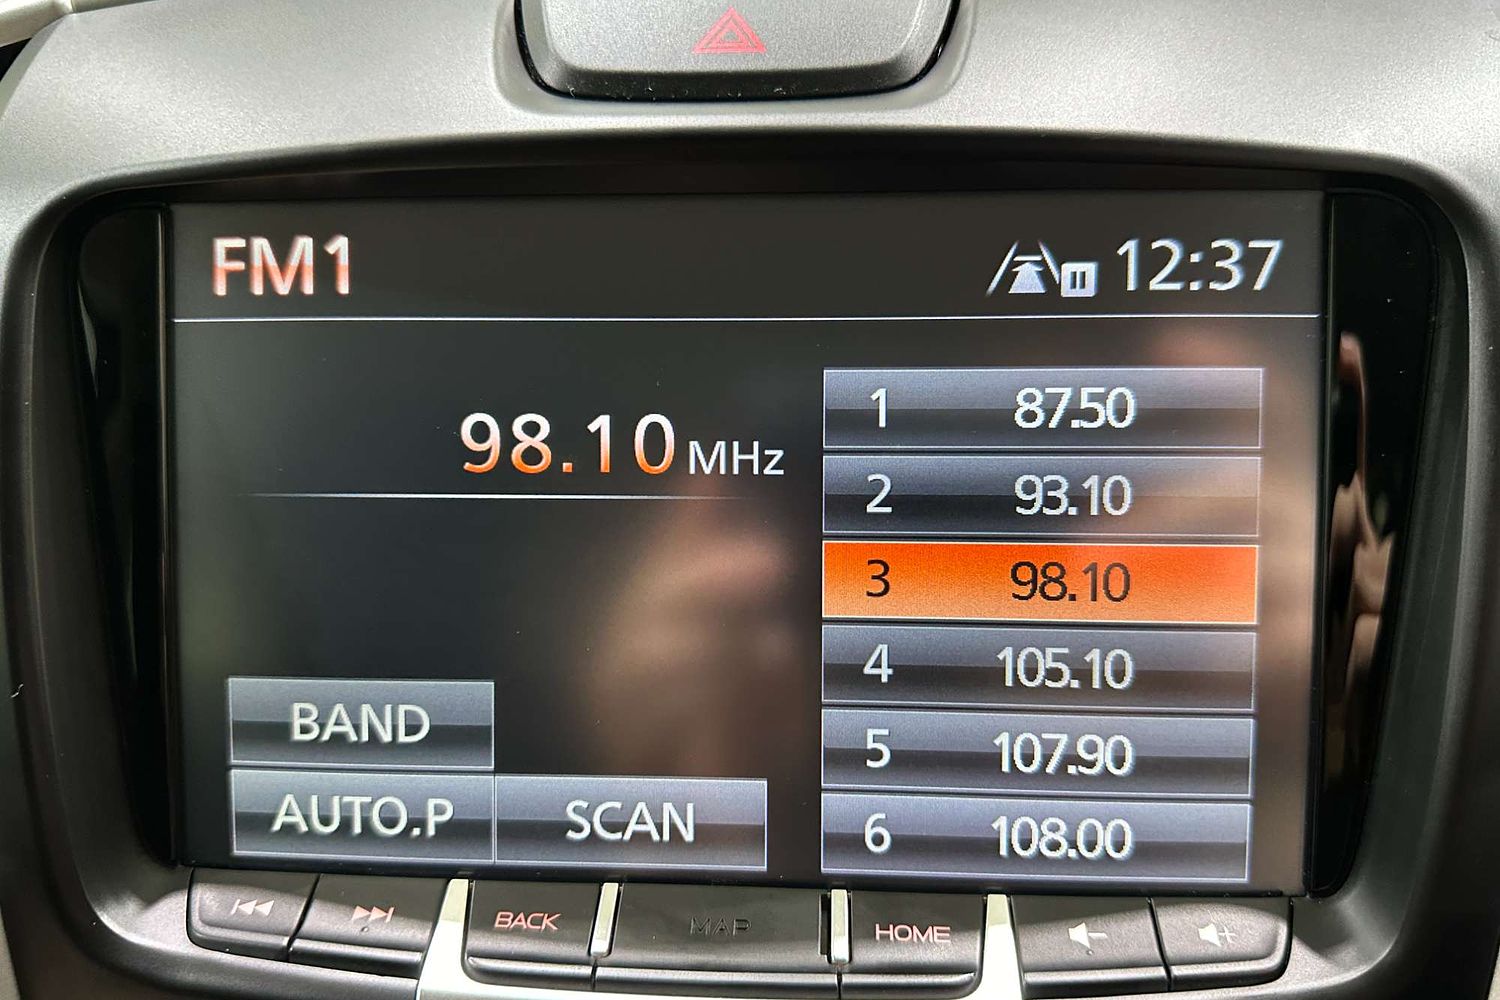 FM1 12:37
98.10 MHz
1 87.50
2 93.10
3 98.10
4 105.10
5 107.90
6 108.00
BAND
AUTO.P SCAN
BACK MAP HOME